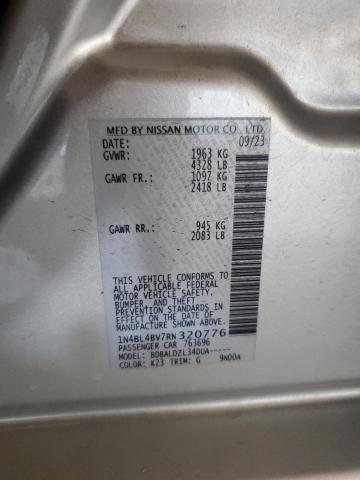 MFD BY NISSAN MOTOR CO., LTD.
DATE: 09/23
GVWR: 1963 KG
4328 LB
GAWR FR.: 1097 KG
2418 LB
GAWR RR.: 945 KG
2083 LB
THIS VEHICLE CONFORMS TO
ALL APPLICABLE FEDERAL
MOTOR VEHICLE SAFETY,
BUMPER, AND THEFT
PREVENTION STANDARDS IN
EFFECT ON THE DATE OF
MANUFACTURE SHOWN ABOVE.
1N4BL4BV7RN320776
PASSENGER CAR 763696
MODEL: BDBALDZL34DUA-----
COLOR: K23 TRIM: G 9N00A